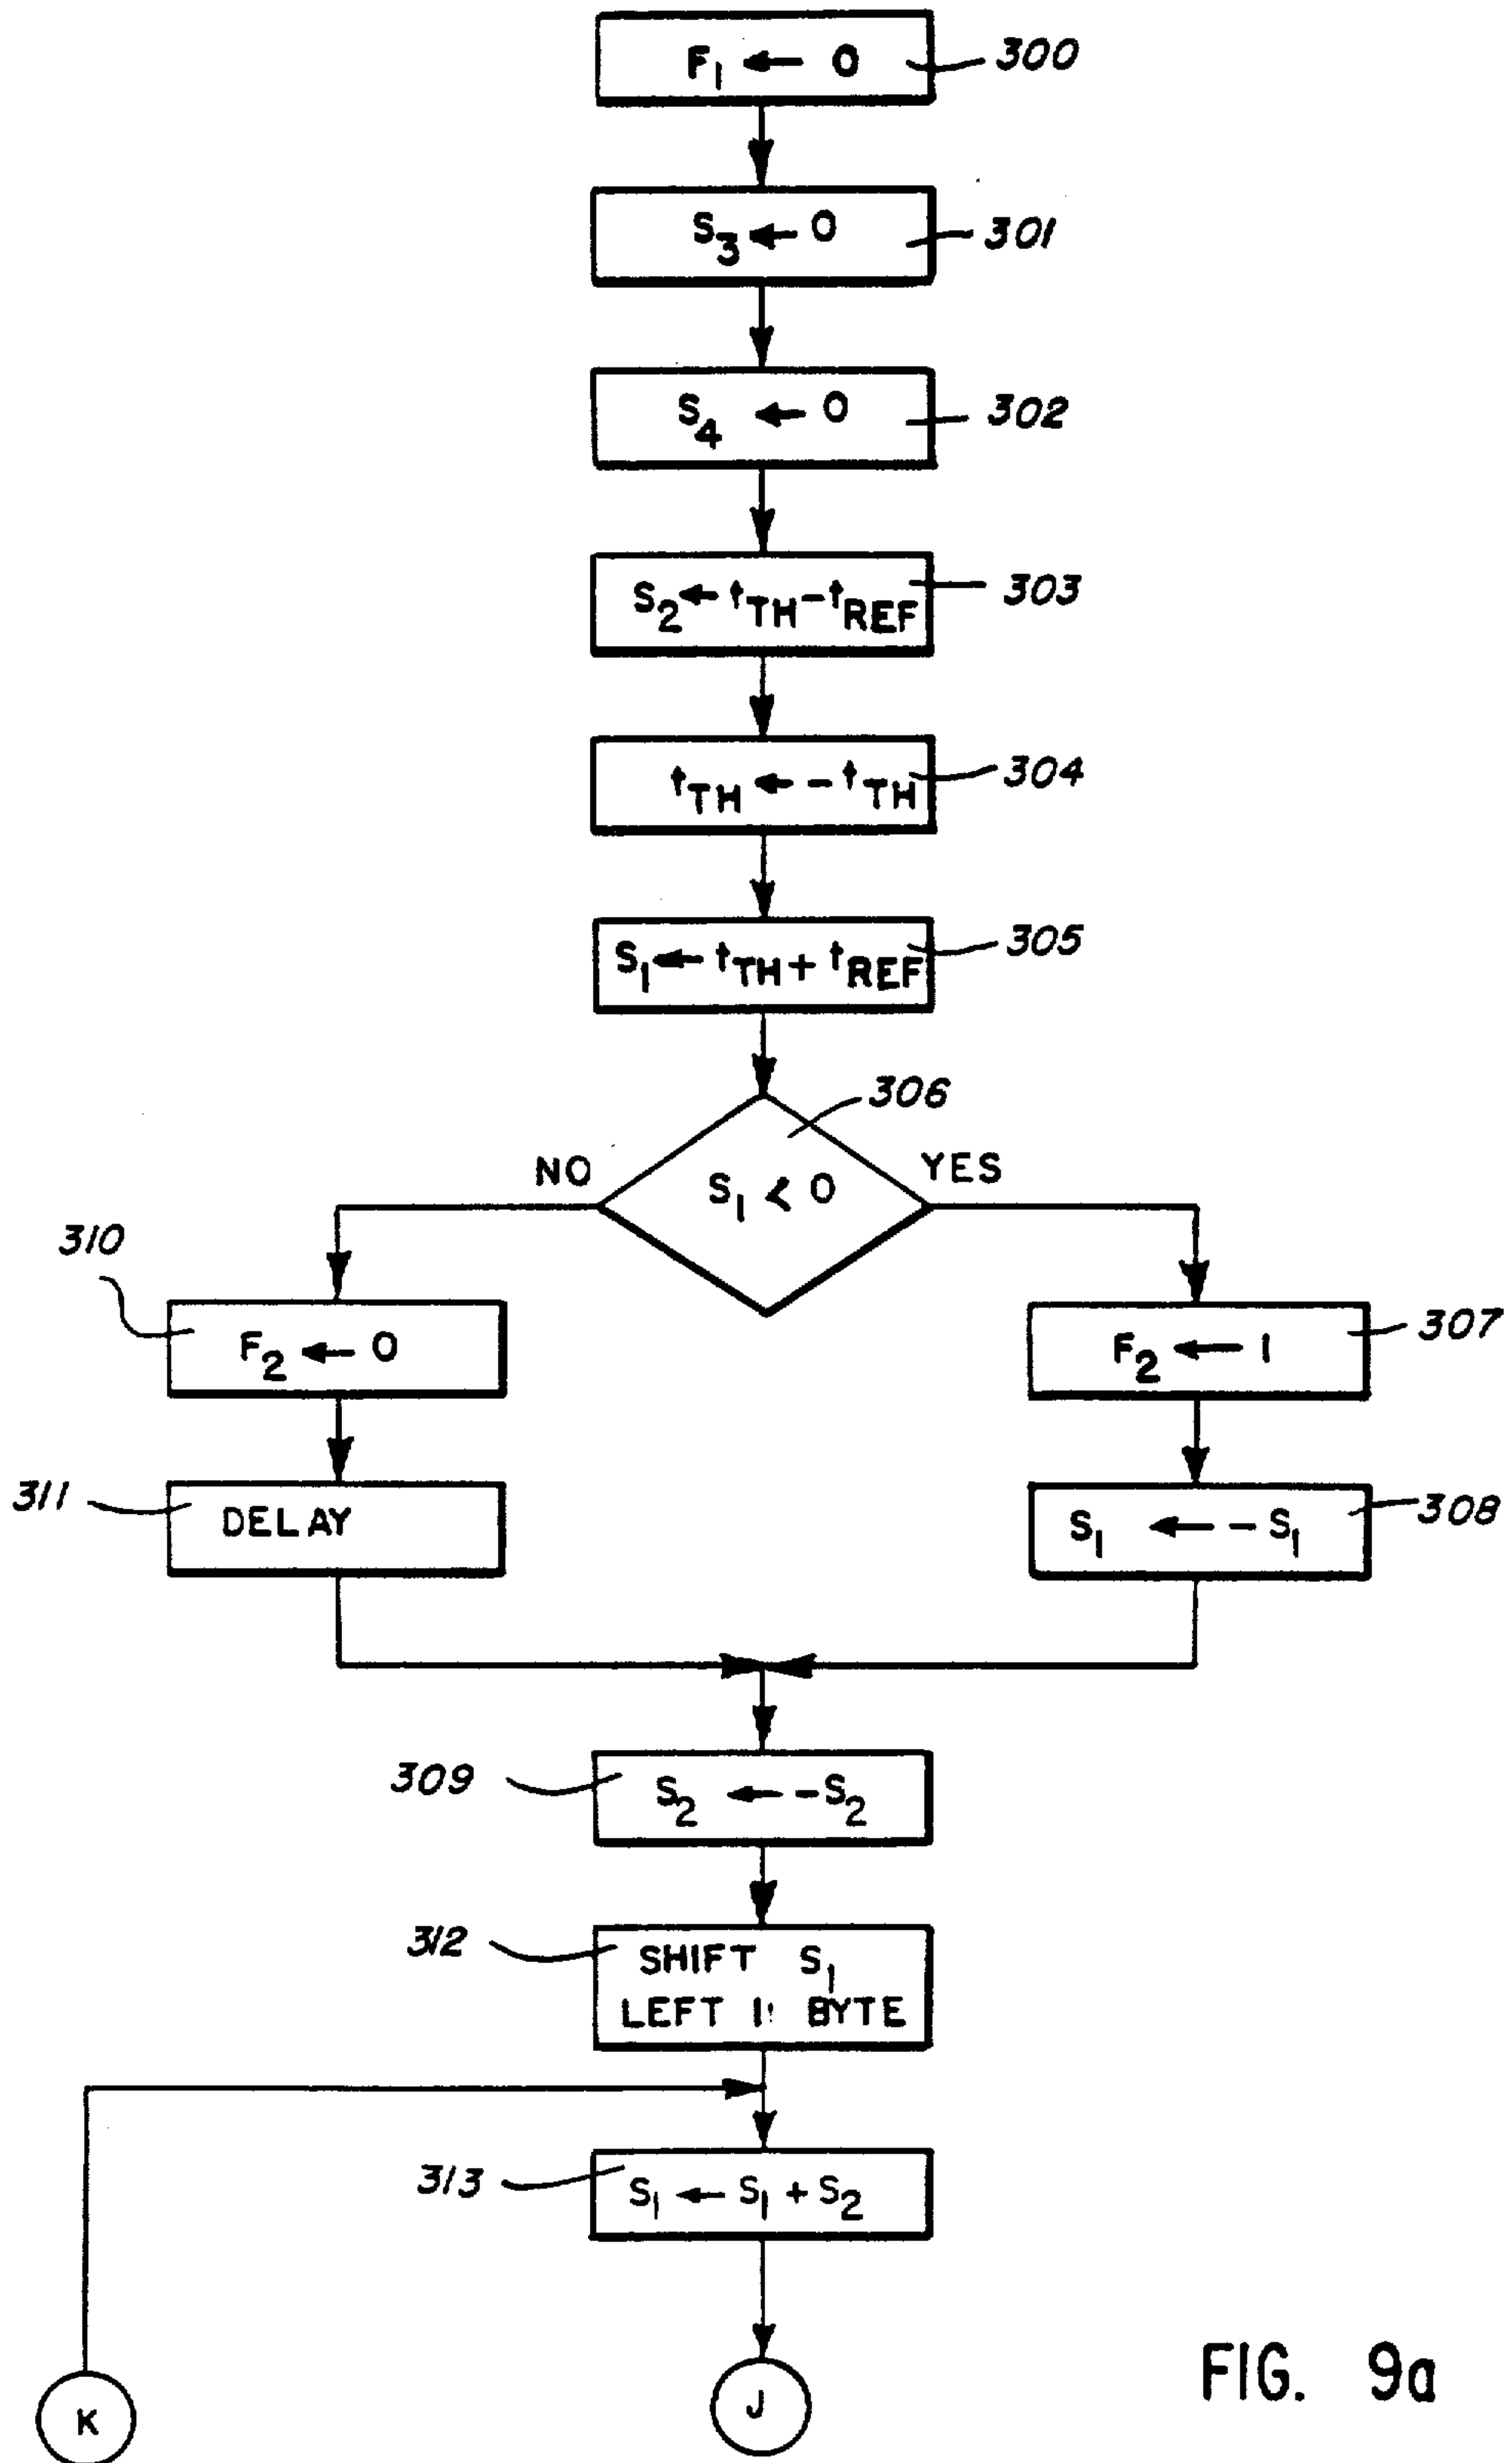 F₁ ← 0 300
S₃ ← 0 301
S₄ ← 0 302
S₂ ← tTH - tREF 303
tTH ← - tTH 304
S₁ ← tTH + tREF 305
306
NO S₁ < 0 YES
310
F₂ ← 0
F₂ ← 1 307
311 DELAY
S₁ ← - S₁ 308
309 S₂ ← - S₂
312 SHIFT S₁
LEFT 1 BYTE
313 S₁ ← S₁ + S₂
K
J
FIG. 9a